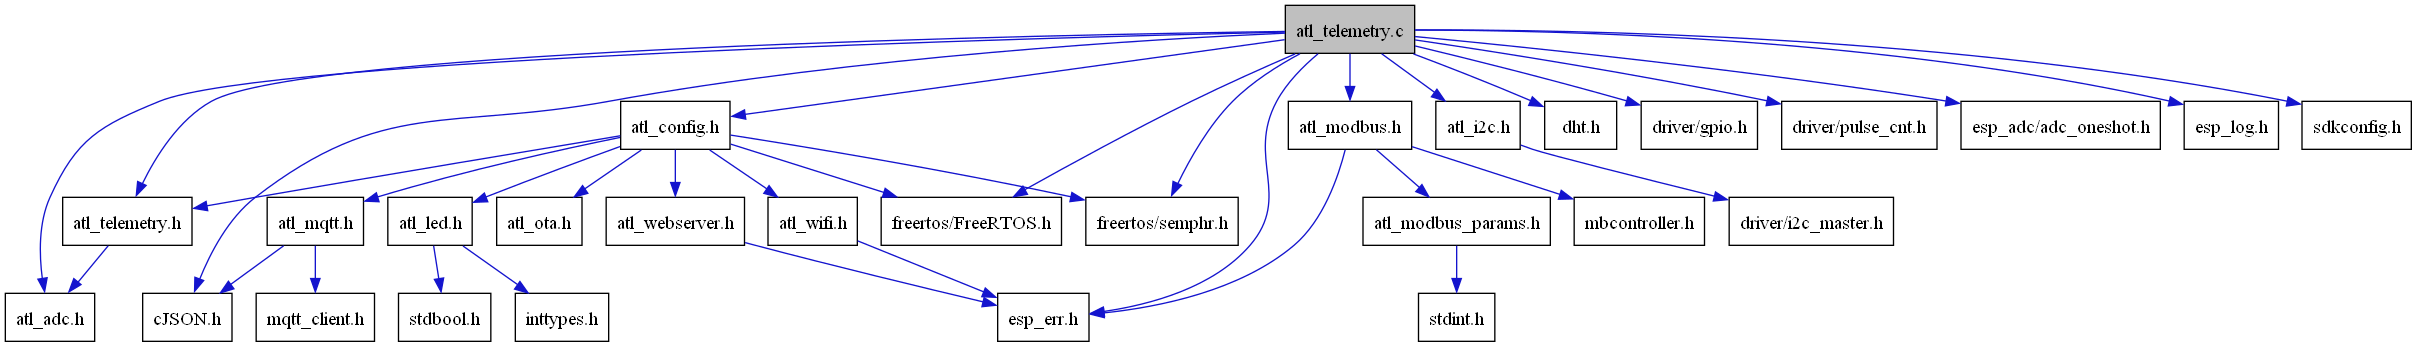 atl_telemetry.c
atl_config.h
atl_modbus.h
atl_i2c.h
dht.h
driver/gpio.h
driver/pulse_cnt.h
esp_adc/adc_oneshot.h
esp_log.h
sdkconfig.h
atl_telemetry.h
atl_mqtt.h
atl_led.h
atl_ota.h
atl_webserver.h
atl_wifi.h
freertos/FreeRTOS.h
freertos/semphr.h
atl_modbus_params.h
mbcontroller.h
driver/i2c_master.h
atl_adc.h
cJSON.h
mqtt_client.h
stdbool.h
inttypes.h
esp_err.h
stdint.h